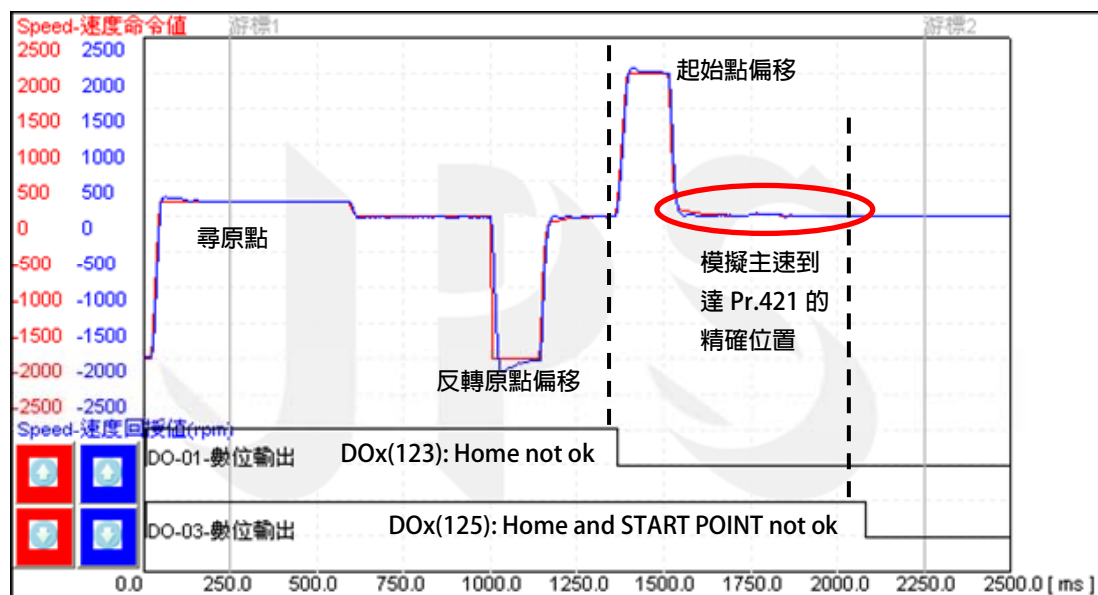 Speed-速度命令值
游標1
游標2
2500 2500
2000 2000
1500 1500
1000 1000
500 500
0 0
-500 -500
-1000 -1000
-1500 -1500
-2000 -2000
-2500 -2500
起始點偏移
尋原點
模擬主速到
達 Pr.421 的
精確位置
反轉原點偏移
JPS
Speed-速度回授值(rpm)
DO-01-數位輸出
DOx(123): Home not ok
DO-03-數位輸出
DOx(125): Home and START POINT not ok
0.0 250.0 500.0 750.0 1000.0 1250.0 1500.0 1750.0 2000.0 2250.0 2500.0 [ ms ]